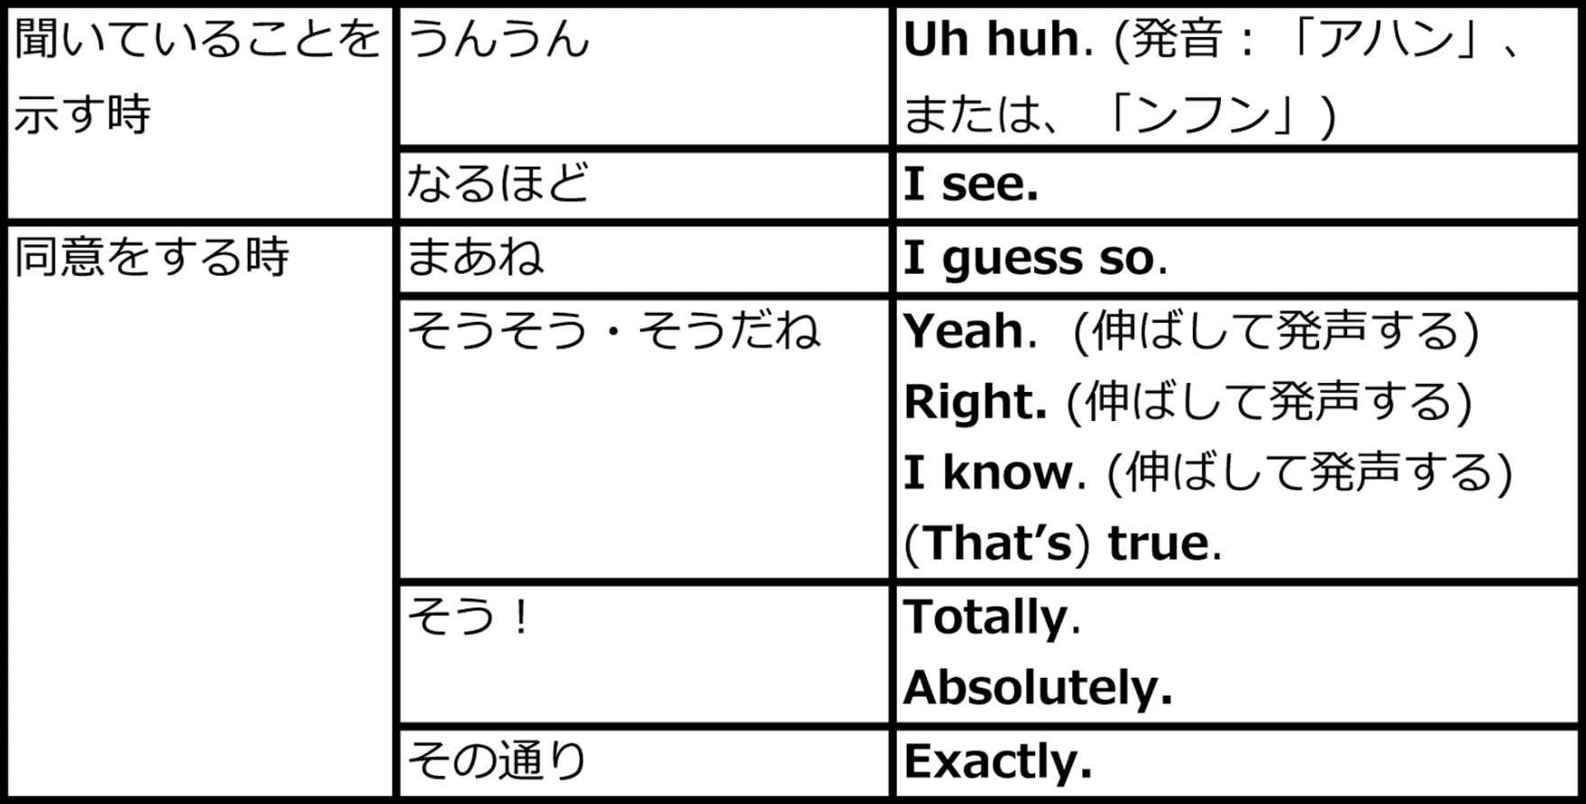 聞いていることを
示す時
うんうん
Uh huh. (発音：「アハン」、
または、「ンフン」)
なるほど
I see.
同意をする時
まあね
I guess so.
そうそう・そうだね
Yeah. (伸ばして発声する)
Right. (伸ばして発声する)
I know. (伸ばして発声する)
(That’s) true.
そう！
Totally.
Absolutely.
その通り
Exactly.